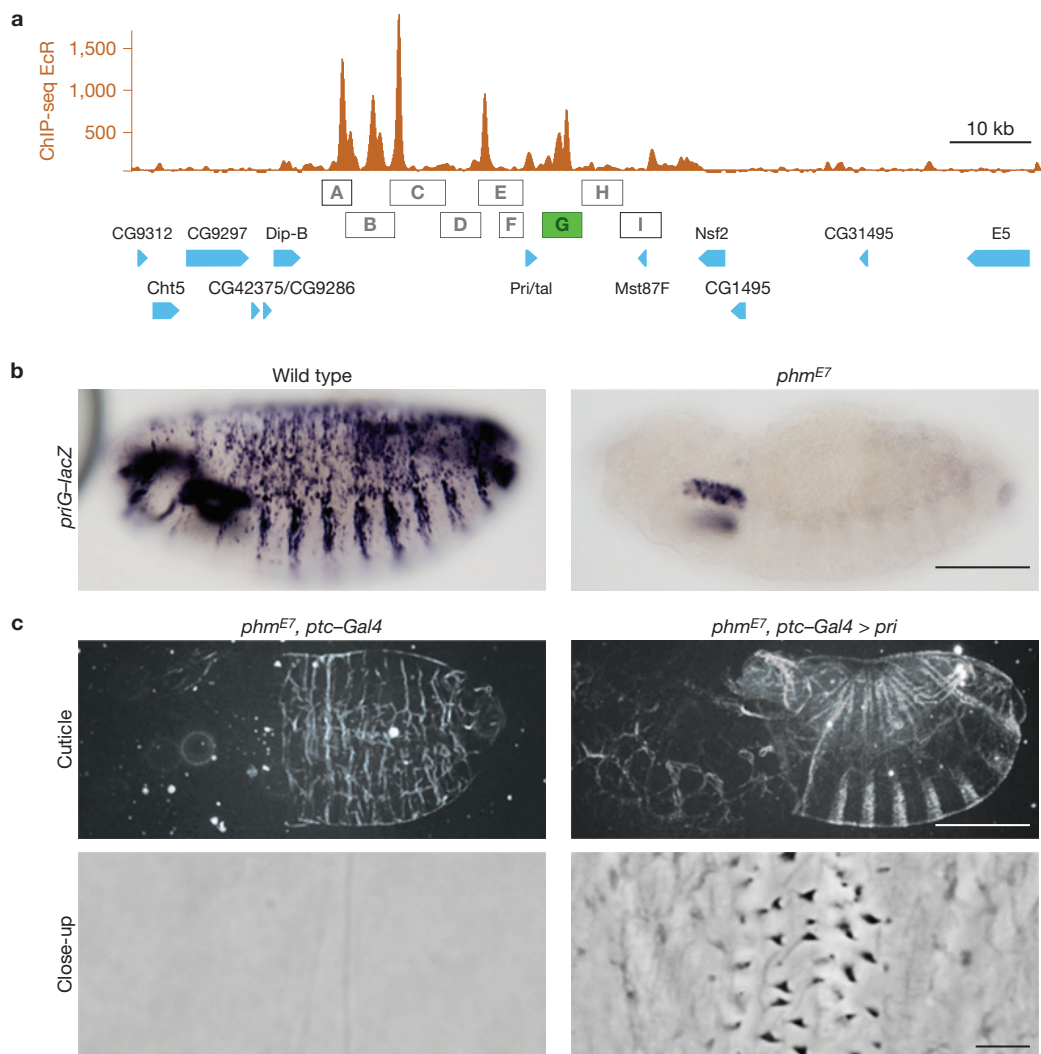 a
ChIP-seq EcR
1,500
1,000
500
10 kb
A
C
E
H
B
D
F
G
I
CG9312
CG9297
Dip-B
Nsf2
CG31495
E5
Cht5
CG42375/CG9286
Pri/tal
Mst87F
CG1495
b
Wild type
phmE7
priG–lacZ
c
phmE7, ptc–Gal4
phmE7, ptc–Gal4 > pri
Cuticle
Close-up